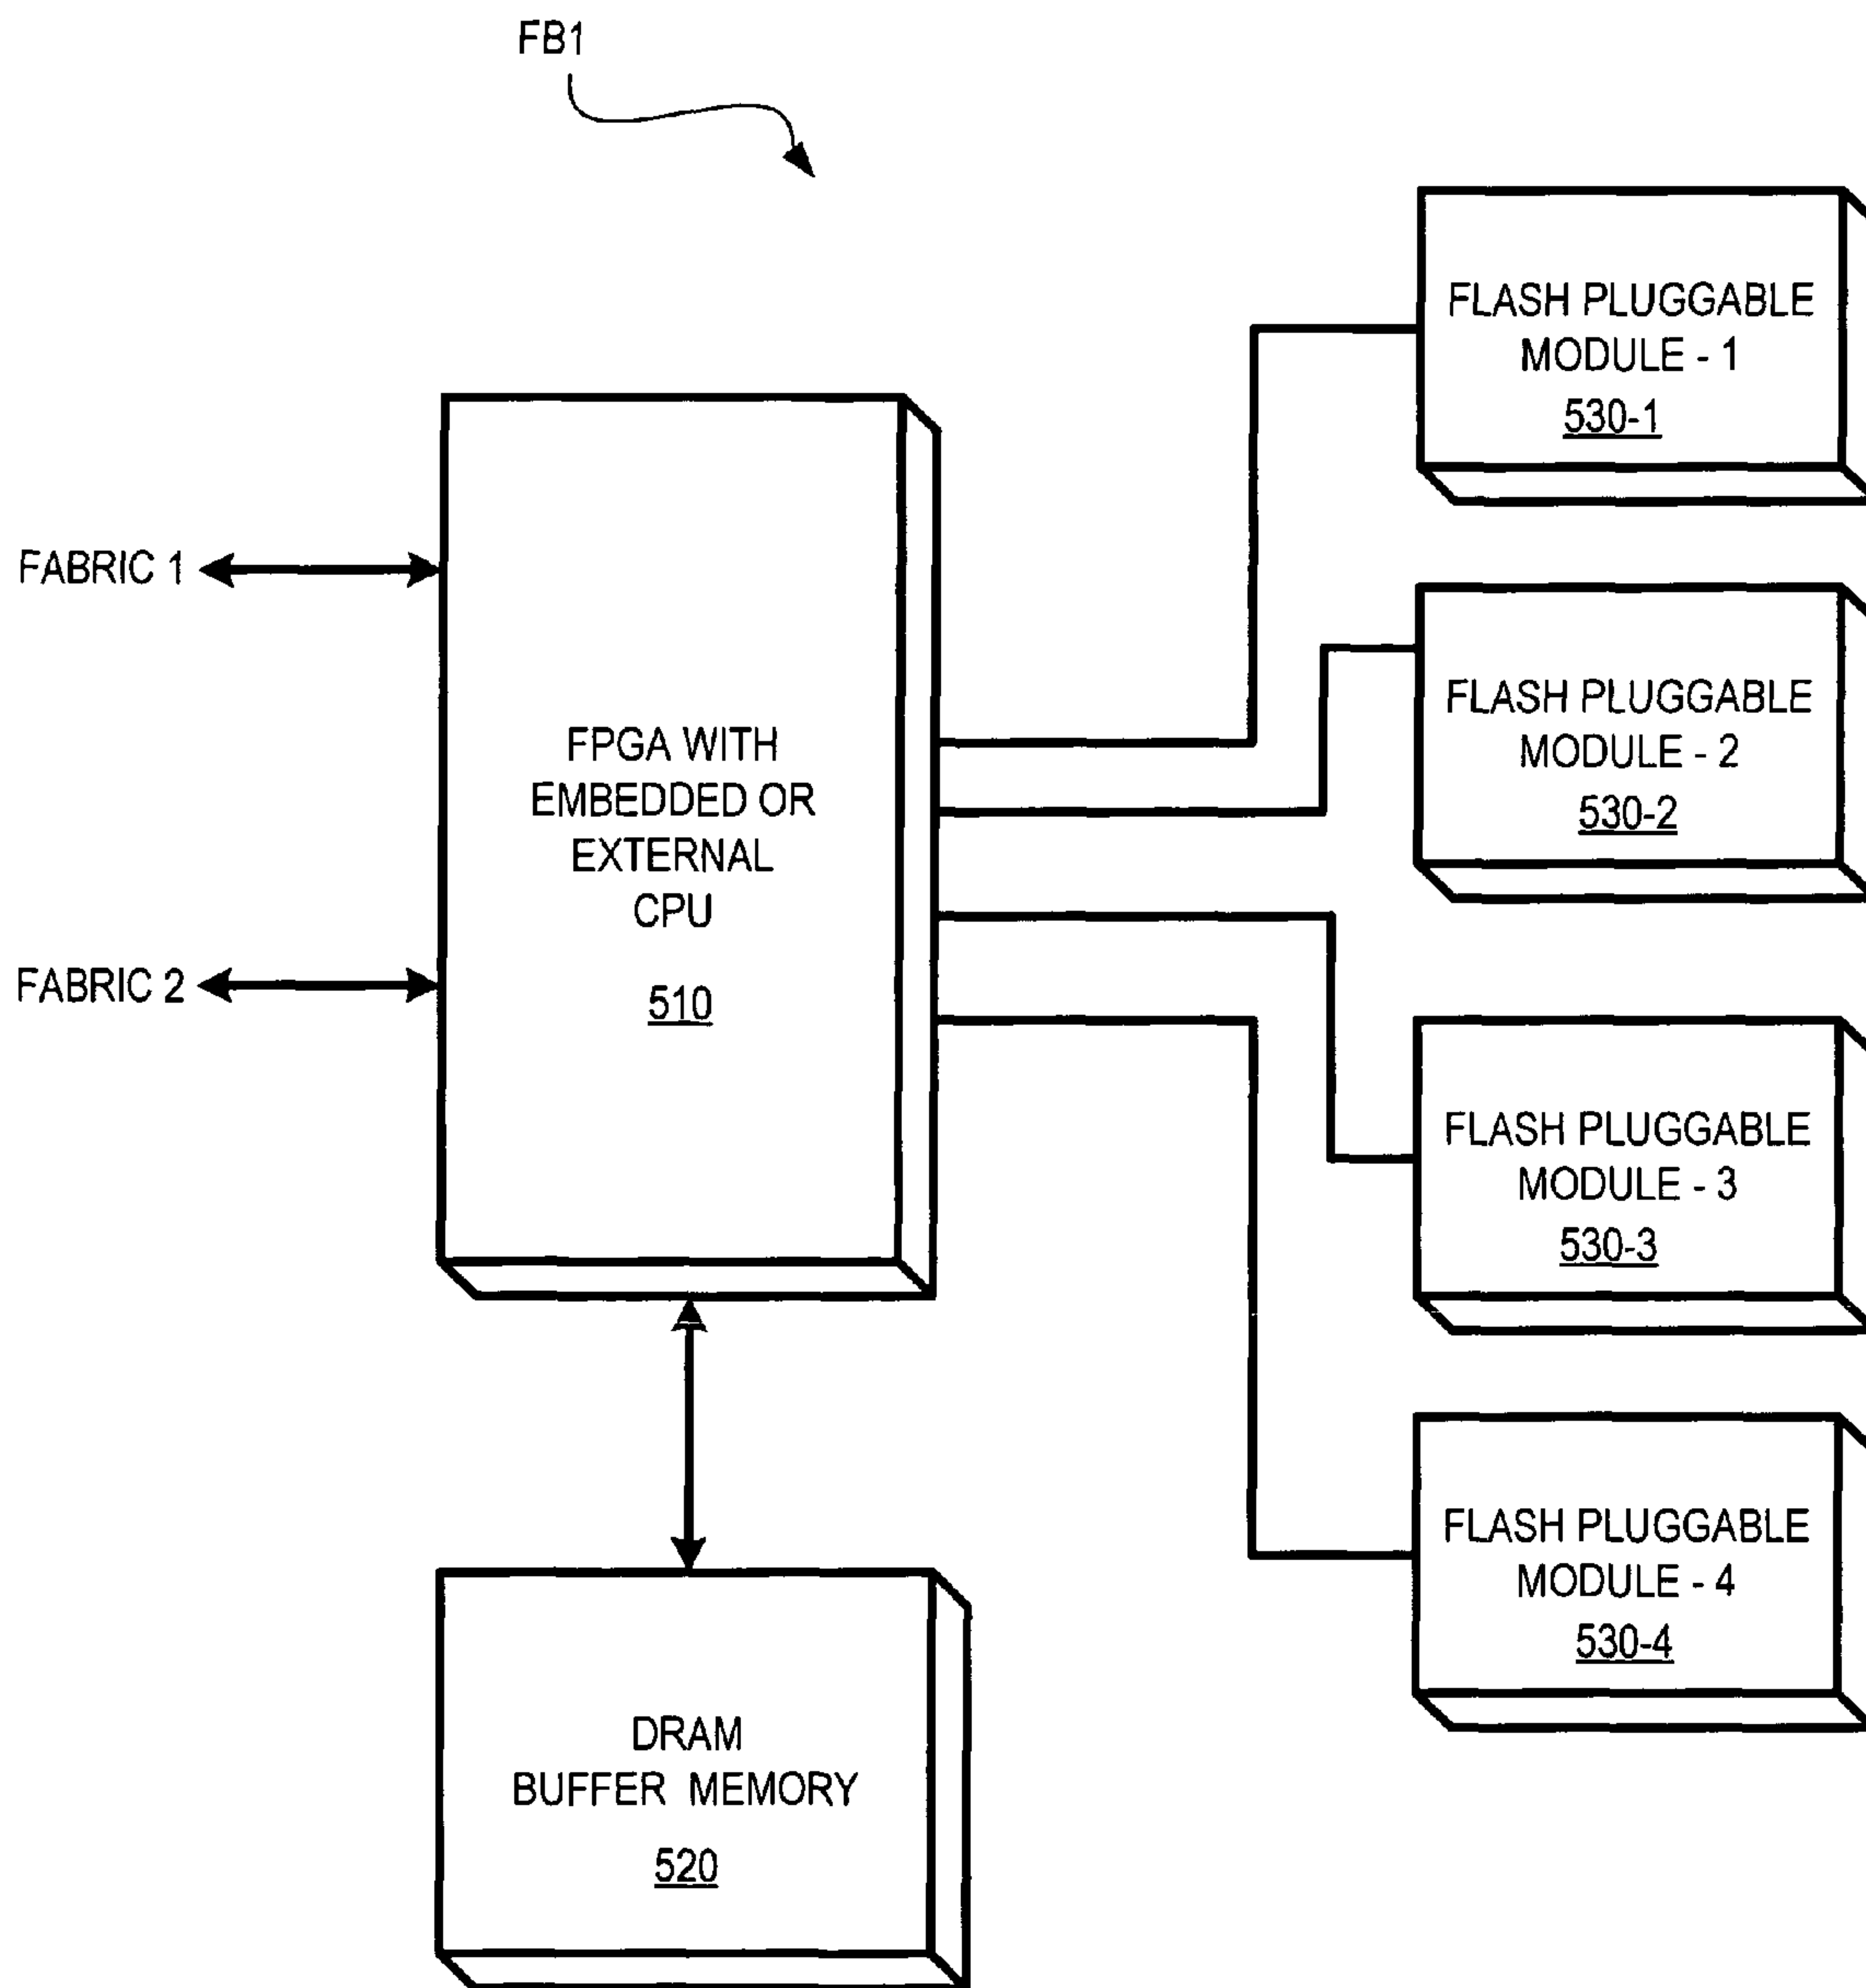 FB1
FLASH PLUGGABLE
MODULE - 1
530-1
FABRIC 1
FLASH PLUGGABLE
MODULE - 2
530-2
FPGA WITH
EMBEDDED OR
EXTERNAL
CPU
510
FABRIC 2
FLASH PLUGGABLE
MODULE - 3
530-3
FLASH PLUGGABLE
MODULE - 4
530-4
DRAM
BUFFER MEMORY
520